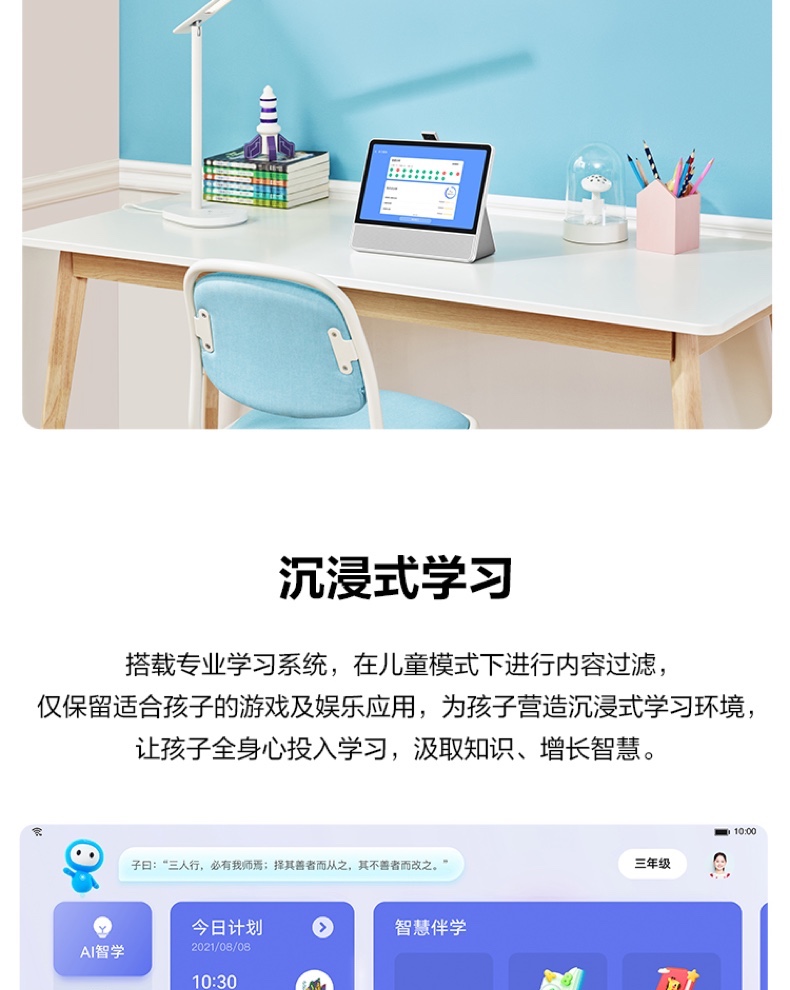 沉浸式学习
搭载专业学习系统，在儿童模式下进行内容过滤，
仅保留适合孩子的游戏及娱乐应用，为孩子营造沉浸式学习环境，
让孩子全身心投入学习，汲取知识、增长智慧。
10:00
子曰：“三人行，必有我师焉；择其善者而从之，其不善者而改之。”
三年级
AI智学
今日计划
2021/08/08
10:30
智慧伴学